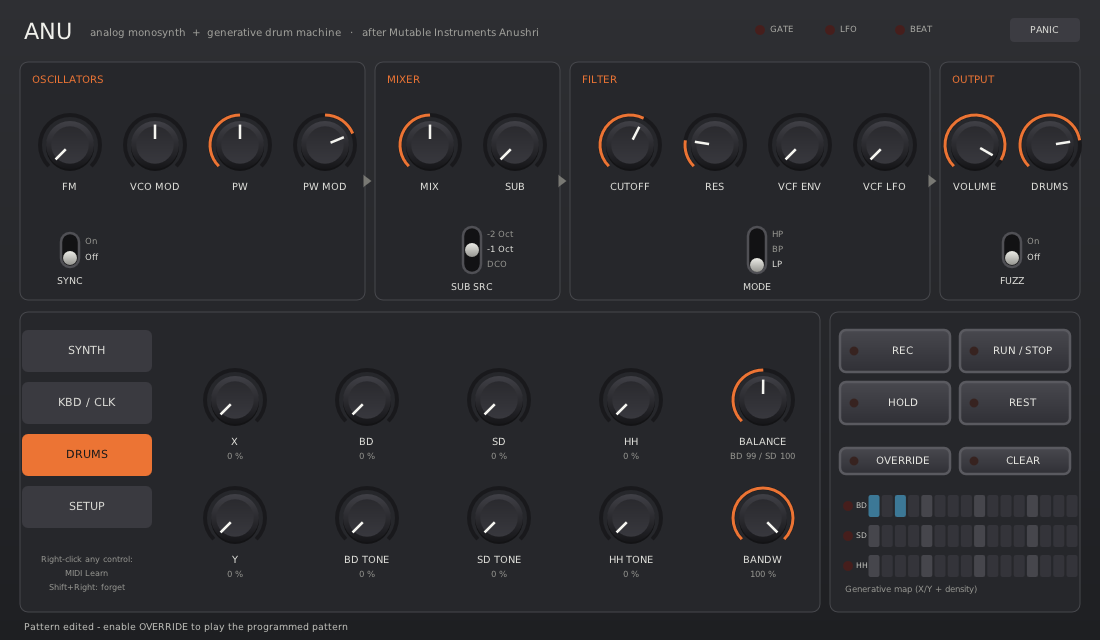 ANU analog monosynth + generative drum machine · after Mutable Instruments Anushri GATE LFO BEAT PANIC
OSCILLATORS MIXER FILTER OUTPUT
FM VCO MOD PW PW MOD MIX SUB CUTOFF RES VCF ENV VCF LFO VOLUME DRUMS
On
Off
SYNC
-2 Oct
-1 Oct
DCO
SUB SRC
HP
BP
LP
MODE
On
Off
FUZZ
SYNTH
KBD / CLK
DRUMS
SETUP
Right-click any control:
MIDI Learn
Shift+Right: forget
X BD SD HH BALANCE
0 % 0 % 0 % 0 % BD 99 / SD 100
Y BD TONE SD TONE HH TONE BANDW
0 % 0 % 0 % 0 % 100 %
REC RUN / STOP
HOLD REST
OVERRIDE CLEAR
BD
SD
HH
Generative map (X/Y + density)
Pattern edited - enable OVERRIDE to play the programmed pattern